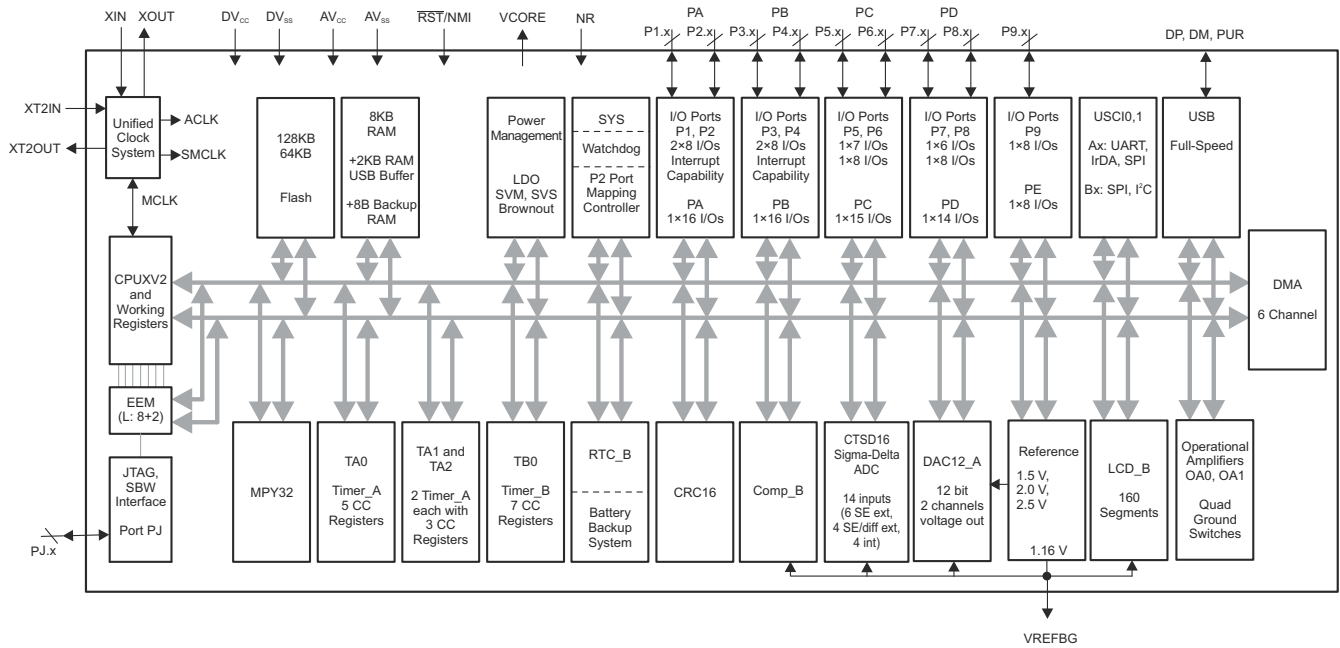 XIN XOUT DVCC DVSS AVCC AVSS RST/NMI VCORE NR PA PB PC PD
P1.x P2.x P3.x P4.x P5.x P6.x P7.x P8.x P9.x DP, DM, PUR
XT2IN
XT2OUT
Unified
Clock
System
ACLK
SMCLK
MCLK
128KB
64KB
Flash
8KB
RAM
+2KB RAM
USB Buffer
+8B Backup
RAM
Power
Management
LDO
SVM, SVS
Brownout
SYS
Watchdog
P2 Port
Mapping
Controller
I/O Ports
P1, P2
2×8 I/Os
Interrupt
Capability
PA
1×16 I/Os
I/O Ports
P3, P4
2×8 I/Os
Interrupt
Capability
PB
1×16 I/Os
I/O Ports
P5, P6
1×7 I/Os
1×8 I/Os
PC
1×15 I/Os
I/O Ports
P7, P8
1×6 I/Os
1×8 I/Os
PD
1×14 I/Os
I/O Ports
P9
1×8 I/Os
PE
1×8 I/Os
USCI0,1
Ax: UART,
IrDA, SPI
Bx: SPI, I²C
USB
Full-Speed
CPUXV2
and
Working
Registers
DMA
6 Channel
EEM
(L: 8+2)
JTAG,
SBW
Interface
Port PJ
PJ.x
MPY32
TA0
Timer_A
5 CC
Registers
TA1 and
TA2
2 Timer_A
each with
3 CC
Registers
TB0
Timer_B
7 CC
Registers
RTC_B
Battery
Backup
System
CRC16
Comp_B
CTSD16
Sigma-Delta
ADC
14 inputs
(6 SE ext,
4 SE/diff ext,
4 int)
DAC12_A
12 bit
2 channels
voltage out
Reference
1.5 V,
2.0 V,
2.5 V
1.16 V
LCD_B
160
Segments
Operational
Amplifiers
OA0, OA1
Quad
Ground
Switches
VREFBG